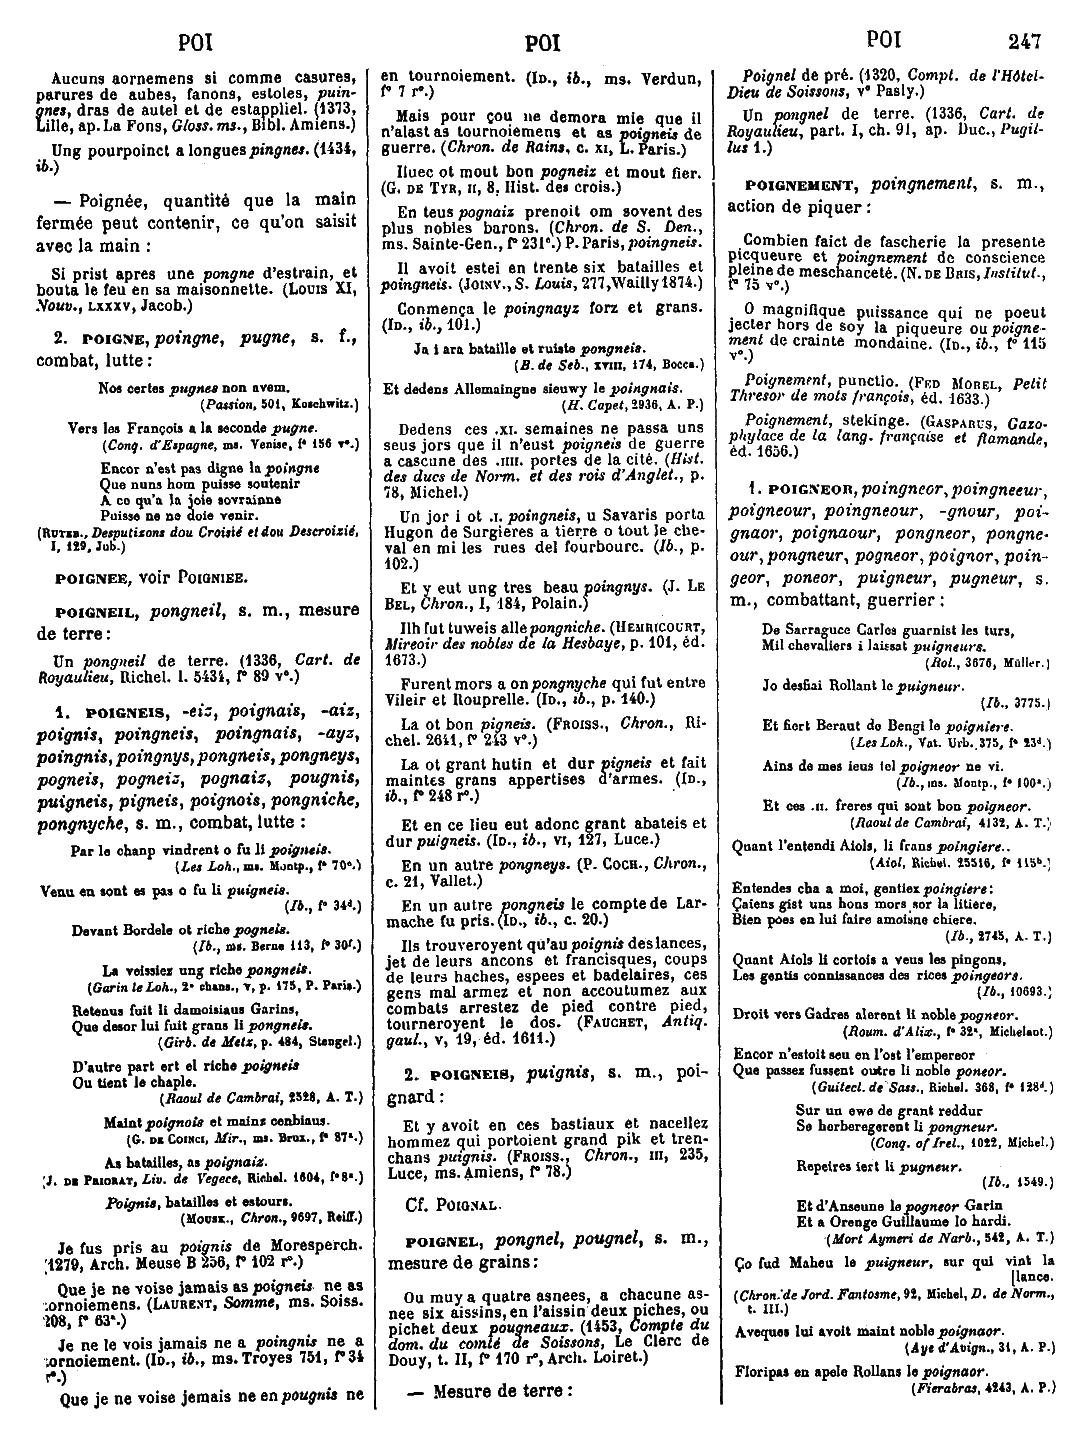 POI
Aucuns aornemens si comme casures,
parures de aubes, fanons, estoles, puin-
gnes, dras de autel et de estappliel. (1373,
Lille, ap. La Fons, Gloss. ms., Bibl. Amiens.)
Ung pourpoinct a longues pingnes. (1434,
ib.)
— Poignée, quantité que la main
fermée peut contenir, ce qu'on saisit
avec la main :
Si prist apres une pongne d'estrain, et
bouta le feu en sa maisonnette. (Louis XI,
Nouv., LXXXV, Jacob.)
2. POIGNE, poingne, pugne, s. f.,
combat, lutte :
Nos certes pugnes non avem.
(Passion, 501, Koschwitz.)
Vers les François a la seconde pugne.
(Conq. d'Espagne, ms. Venise, f° 156 v°.)
Encor n'est pas digne la poingne
Que nuns hom puisse soutenir
A co qu'a la joie sovrainne
Puisse ne ne doie venir.
(RUTEB., Desputizons dou Croisié et dou Descroizié,
I, 129, Jub.)
POIGNEE, voir POIGNIEE.
POIGNEIL, pongneil, s. m., mesure
de terre :
Un pongneil de terre. (1336, Cart. de
Royaulieu, Richel. l. 5434, f° 89 v°.)
1. POIGNEIS, -eiz, poignais, -aiz,
poignis, poingneis, poingnais, -ayz,
poingnis, poingnys, pongneis, pongneys,
pogneis, pogneiz, pognaiz, pougnis,
puigneis, pigneis, poignois, pongniche,
pongnyche, s. m., combat, lutte :
Par le chanp vindrent o fu li poigneis.
(Les Loh., ms. Montp., f° 70c.)
Venu en sont es pas o fu li puigneis.
(Ib., f° 34d.)
Devant Bordele ot riche pogneis.
(Ib., ms. Berne 113, f° 30f.)
La veissiez ung riche pongneis.
(Garin le Loh., 2e chans., v, p. 175, P. Paris.)
Retenus fuit li damoisiaus Garins,
Que desor lui fuit grans li pongneis.
(Girb. de Metz, p. 484, Stengel.)
D'autre part ert el riche poigneis
Ou tient le chaple.
(Raoul de Cambrai, 2528, A. T.)
Maint poignois et mainz cenbiaus.
(G. DE COINCI, Mir., ms. Brux., f° 87a.)
As batailles, as poignaiz.
(J. DE PRIORAT, Liv. de Vegece, Richel. 1604, f° 8a.)
Poignis, batailles et estours.
(MOUSK., Chron., 9697, Reiff.)
Je fus pris au poignis de Moresperch.
(1279, Arch. Meuse B 256, f° 102 r°.)
Que je ne voise jamais as poigneis ne as
tornoiemens. (LAURENT, Somme, ms. Soiss.
208, f° 63a.)
Je ne le vois jamais ne a poingnis ne a
tornoiement. (ID., ib., ms. Troyes 751, f° 34
r°.)
Que je ne voise jemais ne en pougnis ne
POI
en tournoiement. (ID., ib., ms. Verdun,
f° 7 r°.)
Mais pour çou ne demora mie que il
n'alast as tournoiemens et as poigneis de
guerre. (Chron. de Rains, c. XI, L. Paris.)
Iluec ot mout bon pogneiz et mout fier.
(G. DE TYR, II, 8, Hist. des crois.)
En teus pognaiz prenoit om sovent des
plus nobles barons. (Chron. de S. Den.,
ms. Sainte-Gen., f° 231c.) P. Paris, poingneis.
Il avoit estei en trente six batailles et
poingneis. (JOINV., S. Louis, 277, Wailly 1874.)
Conmença le poingnayz forz et grans.
(ID., ib., 101.)
Ja i ara bataille et ruiste pongneis.
(B. de Seb., XVIII, 174, Bocca.)
Et dedens Allemaingne sieuwy le poingnais.
(H. Capet, 2936, A. P.)
Dedens ces .XI. semaines ne passa uns
seus jors que il n'eust poigneis de guerre
a cascune des .IIII. portes de la cité. (Hist.
des ducs de Norm. et des rois d'Anglet., p.
78, Michel.)
Un jor i ot .I. poingneis, u Savaris porta
Hugon de Surgieres a tierre o tout le che-
val en mi les rues del fourbourc. (Ib., p.
102.)
Et y eut ung tres beau poingnys. (J. LE
BEL, Chron., I, 184, Polain.)
Ilh fut tuweis alle pongniche. (HEMRICOURT,
Mireoir des nobles de la Hesbaye, p. 101, éd.
1673.)
Furent mors a on pongnyche qui fut entre
Vileir et Rouprelle. (ID., ib., p. 140.)
La ot bon pigneis. (FROISS., Chron., Ri-
chel. 2641, f° 243 v°.)
La ot grant hutin et dur pigneis et fait
maintes grans appertises d'armes. (ID.,
ib., f° 248 r°.)
Et en ce lieu eut adonc grant abateis et
dur puigneis. (ID., ib., VI, 127, Luce.)
En un autre pongneys. (P. COCH., Chron.,
c. 21, Vallet.)
En un autre pongneis le compte de Lar-
mache fu pris. (ID., ib., c. 20.)
Ils trouveroyent qu'au poignis des lances,
jet de leurs ancons et francisques, coups
de leurs haches, espees et badelaires, ces
gens mal armez et non accoutumez aux
combats arrestez de pied contre pied,
tourneroyent le dos. (FAUCHET, Antiq.
gaul., V, 19, éd. 1611.)
2. POIGNEIS, puignis, s. m., poi-
gnard :
Et y avoit en ces bastiaux et nacellez
hommez qui portoient grand pik et tren-
chans puignis. (FROISS., Chron., III, 235,
Luce, ms. Amiens, f° 78.)
Cf. POIGNAL.
POIGNEL, pongnel, pougnel, s. m.,
mesure de grains :
Ou muy a quatre asnees, a chacune as-
nee six aissins, en l'aissin deux piches, ou
pichet deux pougneaux. (1453, Compte du
dom. du comté de Soissons, Le Clerc de
Douy, t. II, f° 170 r°, Arch. Loiret.)
— Mesure de terre :
POI 247
Poignel de pré. (1320, Compt. de l'Hôtel-
Dieu de Soissons, v° Pasly.)
Un pongnel de terre. (1336, Cart. de
Royaulieu, part. I, ch. 91, ap. Duc., Pugil-
lus 1.)
POIGNEMENT, poingnement, s. m.,
action de piquer :
Combien faict de fascherie la presente
picqueure et poingnement de conscience
pleine de meschanceté. (N. DE BRIS, Institut.,
f° 75 v°.)
O magnifique puissance qui ne poeut
jecter hors de soy la piqueure ou poigne-
ment de crainte mondaine. (ID., ib., f° 115
v°.)
Poignement, punctio. (FED MOREL, Petit
Thresor de mots françois, éd. 1633.)
Poignement, stekinge. (GASPARUS, Gazo-
phylace de la lang. française et flamande,
éd. 1656.)
1. POIGNEOR, poingneor, poingneeur,
poigneour, poingneour, -gnour, poi-
gnaor, poignaour, pongneor, pongne-
our, pongneur, pogneor, poignor, poin-
geor, poneor, puigneur, pugneur, s.
m., combattant, guerrier :
De Sarraguce Carles guarnist les turs,
Mil chevaliers i laissat puigneurs.
(Rol., 3676, Müller.)
Jo desfiai Rollant le puigneur.
(Ib., 3775.)
Et fiert Beraut de Bengi le poigniere.
(Les Loh., Vat. Urb. 375, f° 23d.)
Ains de mes ieus tel poigneor ne vi.
(Ib., ms. Montp., f° 100a.)
Et ces .II. freres qui sont bon poigneor.
(Raoul de Cambrai, 4132, A. T.)
Quant l'entendi Aiols, li frans poingiere..
(Aiol, Richel. 25516, f° 115b.)
Entendes cha a moi, gentiex poingiere :
Çaiens gist uns hons mors sor la litiere,
Bien poes en lui faire amoisne chiere.
(Ib., 2745, A. T.)
Quant Aiols li cortois a veus les pingons,
Les gentis connissances des rices poingeors.
(Ib., 10693.)
Droit vers Gadres alerent li noble pogneor.
(Roum. d'Alix., f° 32a, Michelant.)
Encor n'estoit seu en l'ost l'empereor
Que passez fussent outre li noble poneor.
(Guitecl. de Sass., Richel. 368, f° 128d.)
Sur un ewe de grant reddur
Se herberegerent li pongneur.
(Conq. of Irel., 1022, Michel.)
Repeires iert li pugneur.
(Ib., 1549.)
Et d'Anseune le pogneor Garin
Et a Orenge Guillaume lo hardi.
(Mort Aymeri de Narb., 542, A. T.)
Ço fud Maheu le puigneur, sur qui vint la
[lance.
(Chron. de Jord. Fantosme, 92, Michel, D. de Norm.,
t. III.)
Aveques lui avoit maint noble poignaor.
(Aye d'Avign., 31, A. P.)
Floripas en apele Rollans le poignaor.
(Fierabras, 4243, A. P.)